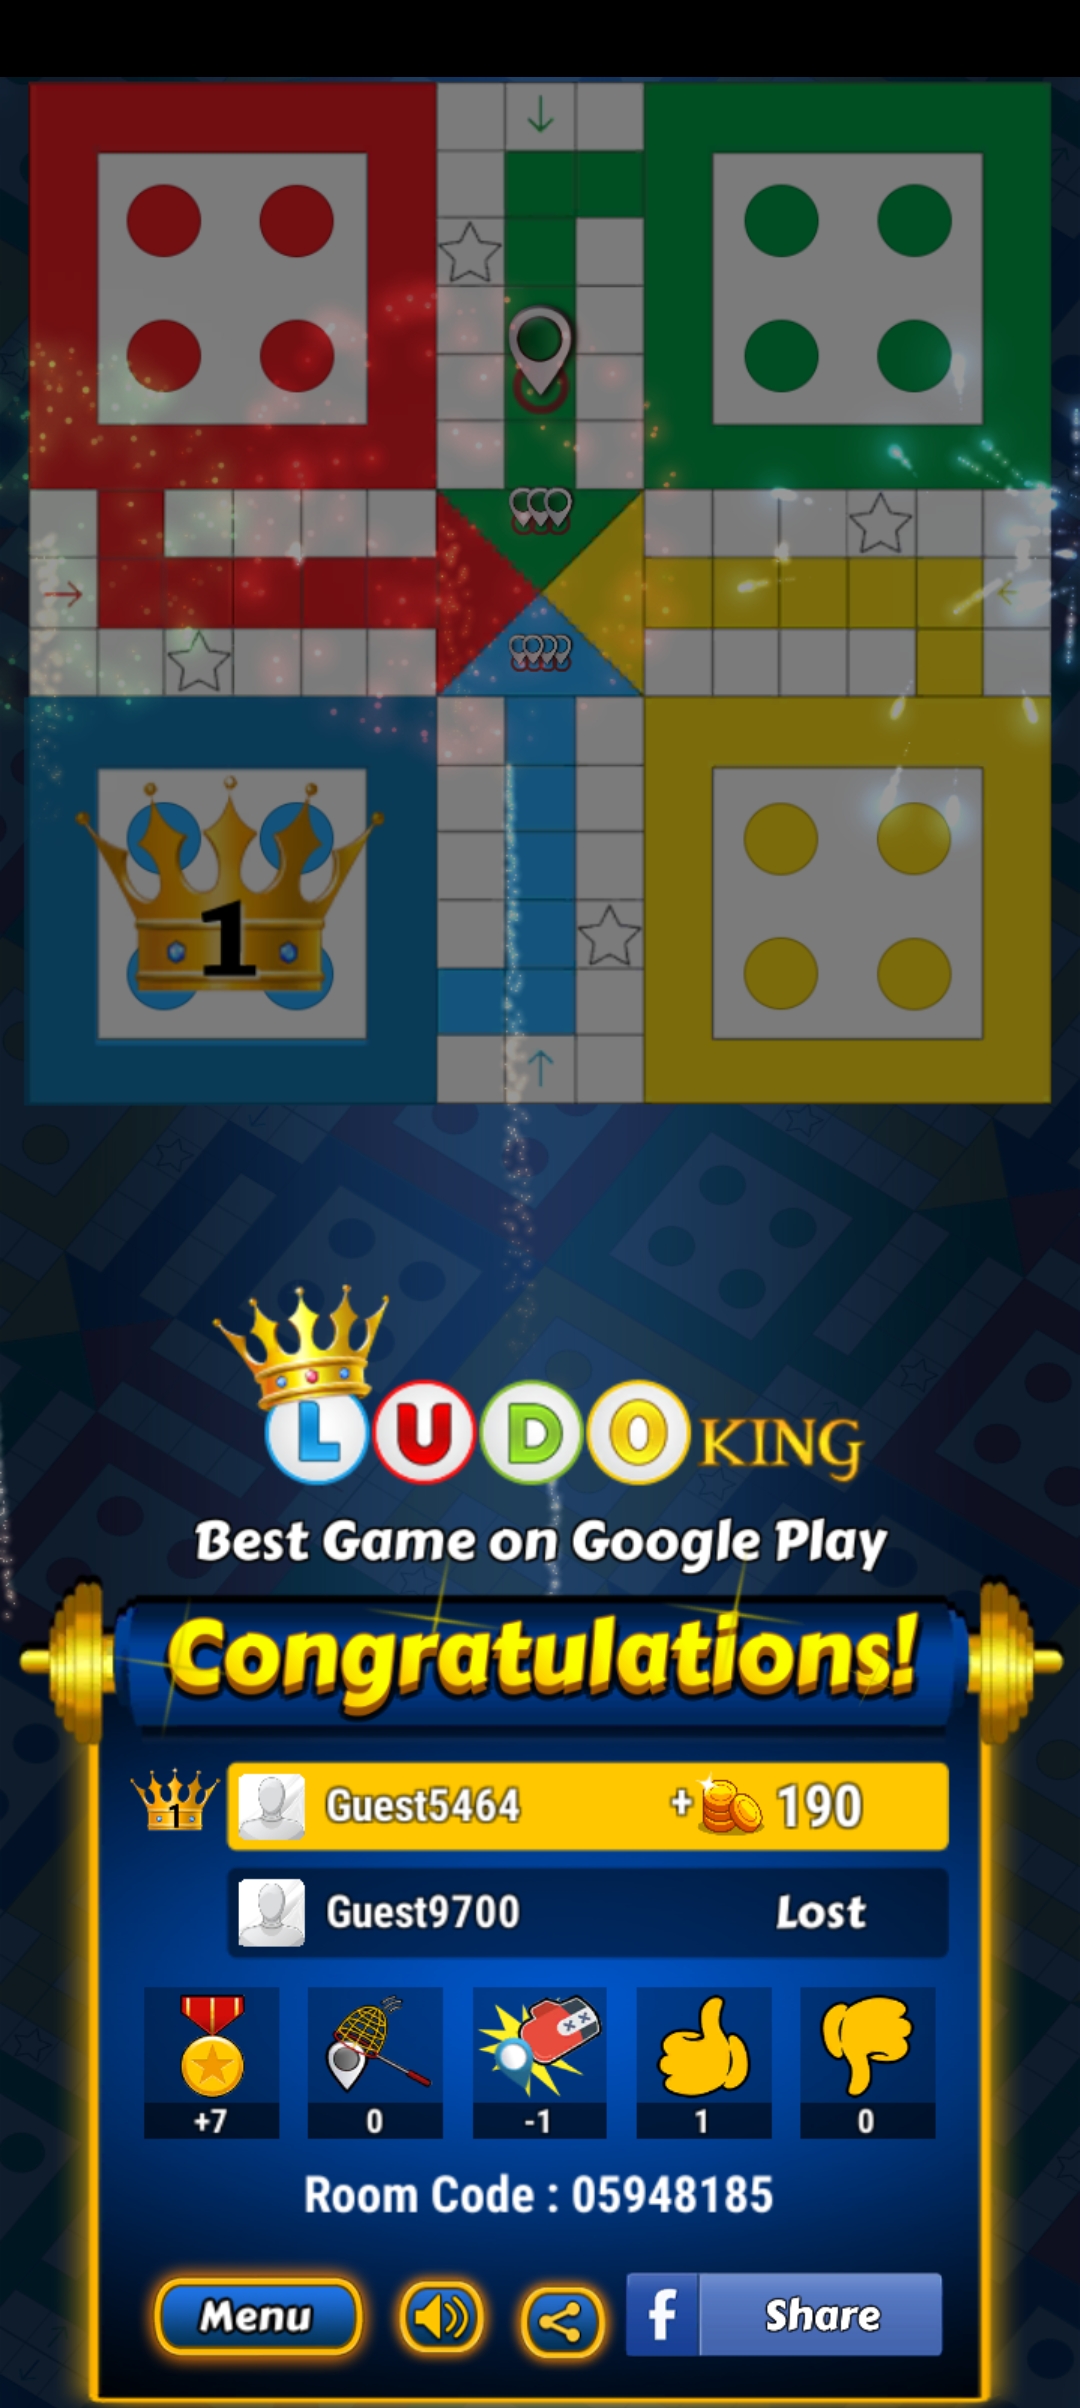 1
LUDO KING
Best Game on Google Play
Congratulations!
1 Guest5464 + 190
Guest9700 Lost
+7 0 -1 1 0
Room Code : 05948185
Menu f Share